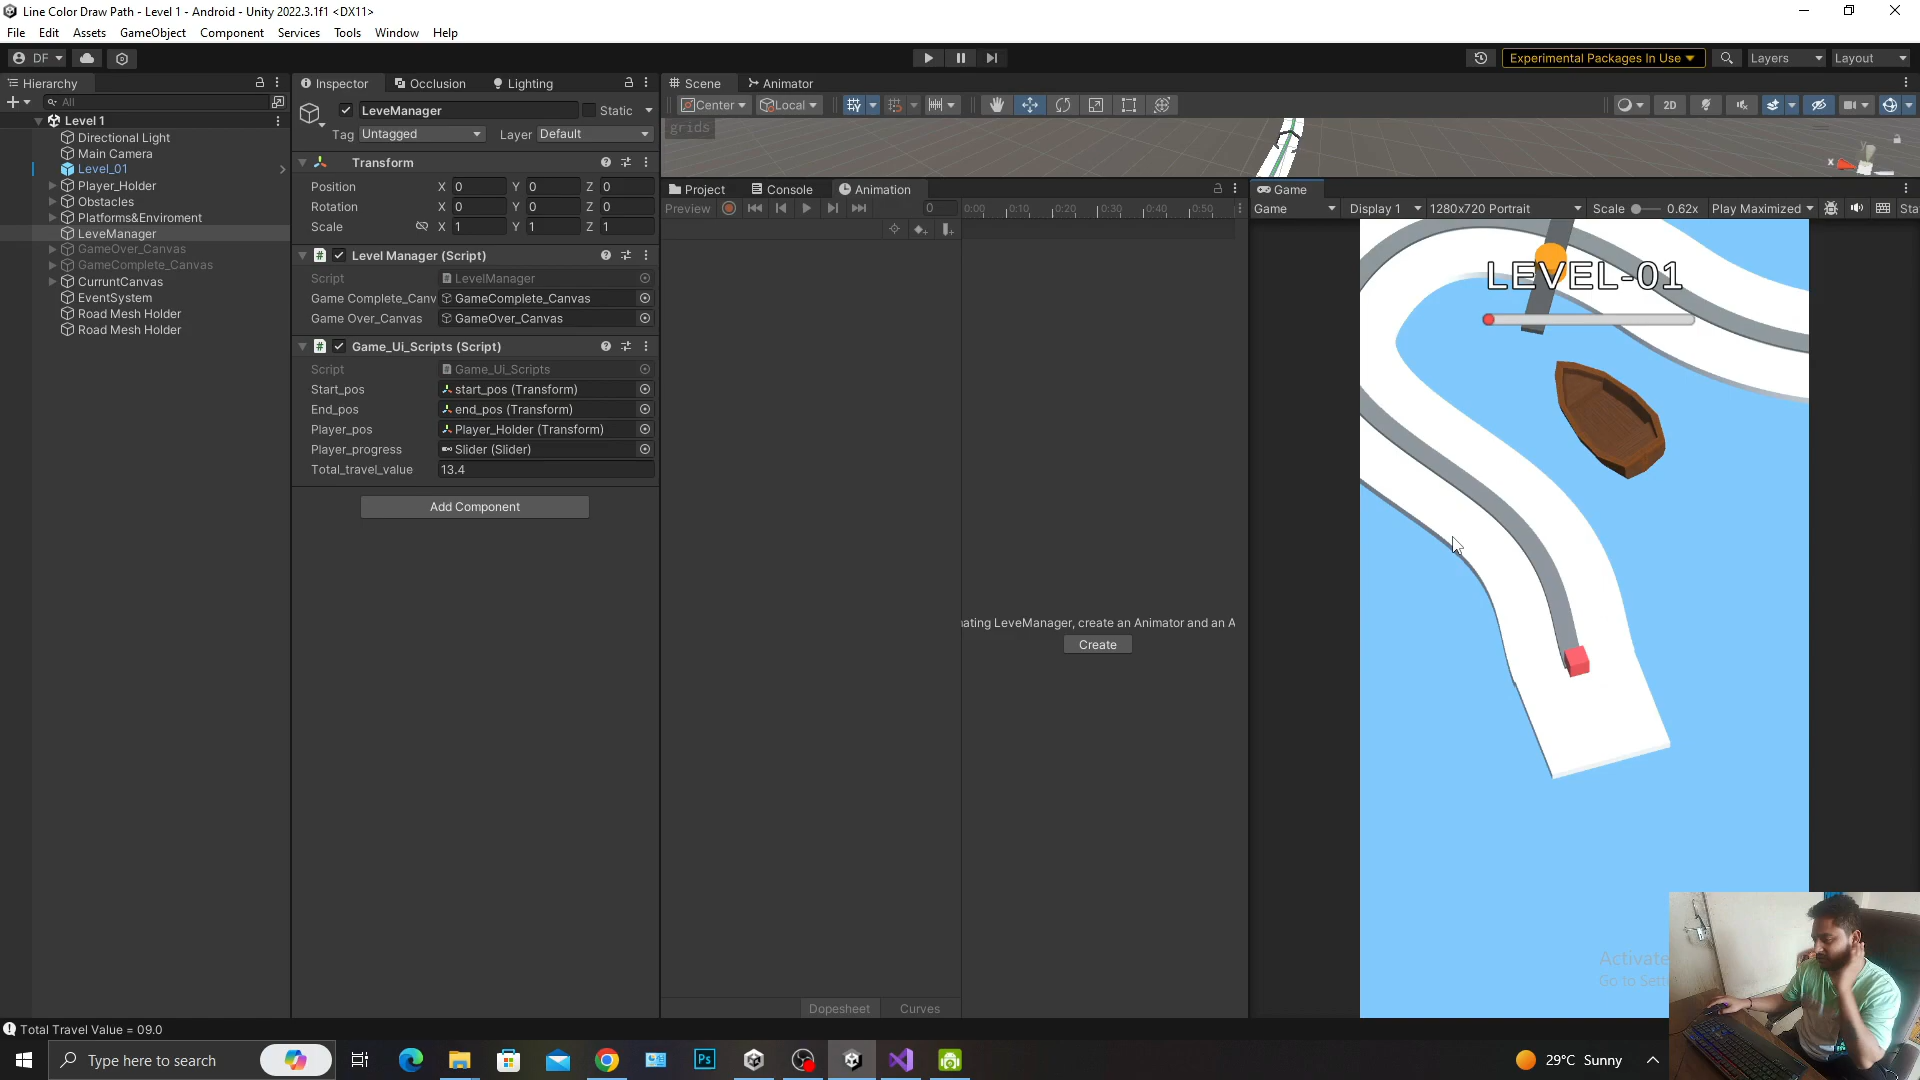 Line Color Draw Path - Level 1 - Android - Unity 2022.3.1f1 <DX11>
File Edit Assets GameObject Component Services Tools Window Help
DF Experimental Packages In Use Layers Layout
Hierarchy
All
Level 1
Directional Light
Main Camera
Level_01
Player_Holder
Obstacles
Platforms&Enviroment
LeveManager
GameOver_Canvas
GameComplete_Canvas
CurruntCanvas
EventSystem
Road Mesh Holder
Road Mesh Holder
Inspector Occlusion Lighting
LeveManager Static
Tag Untagged Layer Default
Transform
Position X 0 Y 0 Z 0
Rotation X 0 Y 0 Z 0
Scale X 1 Y 1 Z 1
Level Manager (Script)
Script LevelManager
Game Complete_Canv GameComplete_Canvas
Game Over_Canvas GameOver_Canvas
Game_Ui_Scripts (Script)
Script Game_Ui_Scripts
Start_pos start_pos (Transform)
End_pos end_pos (Transform)
Player_pos Player_Holder (Transform)
Player_progress Slider (Slider)
Total_travel_value 13.4
Add Component
Scene Animator
Center Local 2D
grids
x y
Project Console Animation
Preview 0 0:00 0:10 0:20 0:30 0:40 0:50
nating LeveManager, create an Animator and an A
Create
Dopesheet Curves
Game
Game Display 1 1280x720 Portrait Scale 0.62x Play Maximized Sta
LEVEL-01
Activate
Go to Sett
Total Travel Value = 09.0
Type here to search
Ps
29°C Sunny